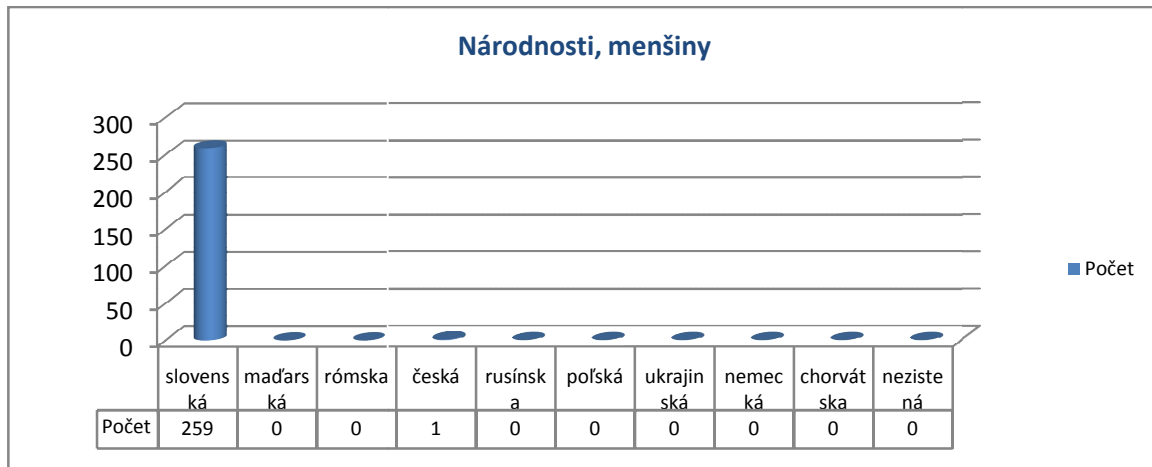 Národnosti, menšiny
300
250
200
150
100
50
0
Počet
slovens maďars rómska česká rusínsk poľská ukrajin nemec chorvát neziste
ká ská a ská ká ska ná
Počet 259 0 0 1 0 0 0 0 0 0